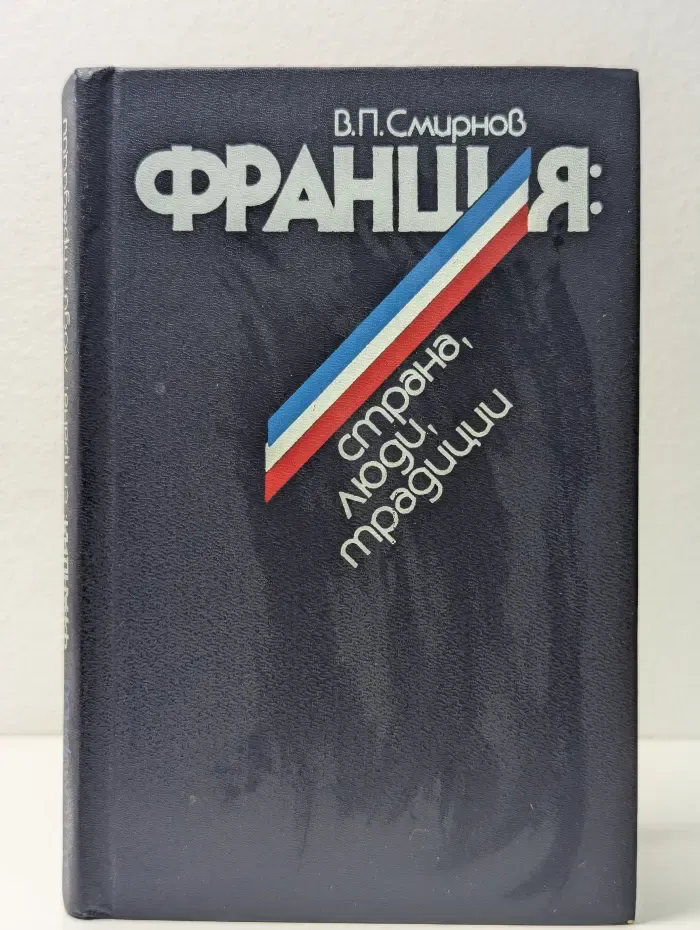 В.П. Смирнов
ФРАНЦИЯ:
страна,
люди,
традиции